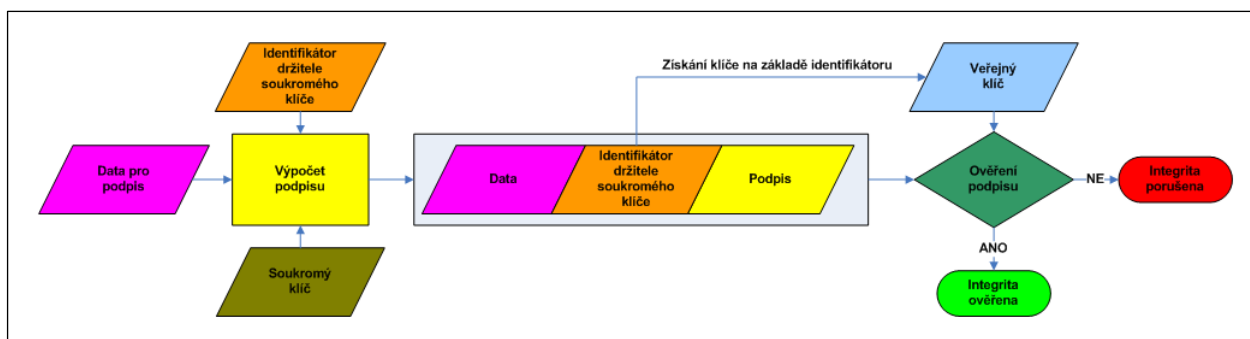 Identifikátor
držitele
soukromého
klíče
Získání klíče na základě identifikátoru
Veřejný
klíč
Data pro
podpis
Výpočet
podpisu
Data
Identifikátor
držitele
soukromého
klíče
Podpis
Ověření
podpisu
NE
Integrita
porušena
Soukromý
klíč
ANO
Integrita
ověřena